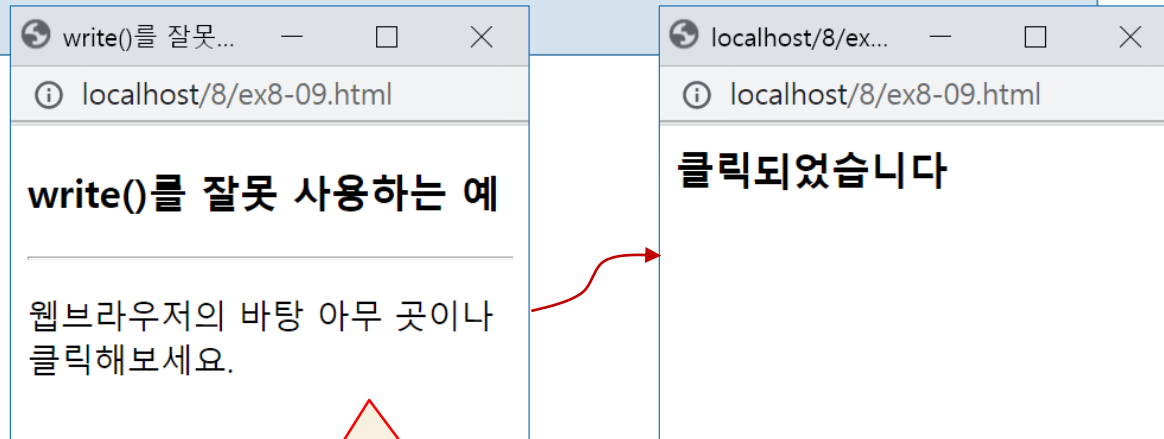 write()를 잘못...
localhost/8/ex8-09.html
write()를 잘못 사용하는 예
웹브라우저의 바탕 아무 곳이나
클릭해보세요.
localhost/8/ex...
localhost/8/ex8-09.html
클릭되었습니다